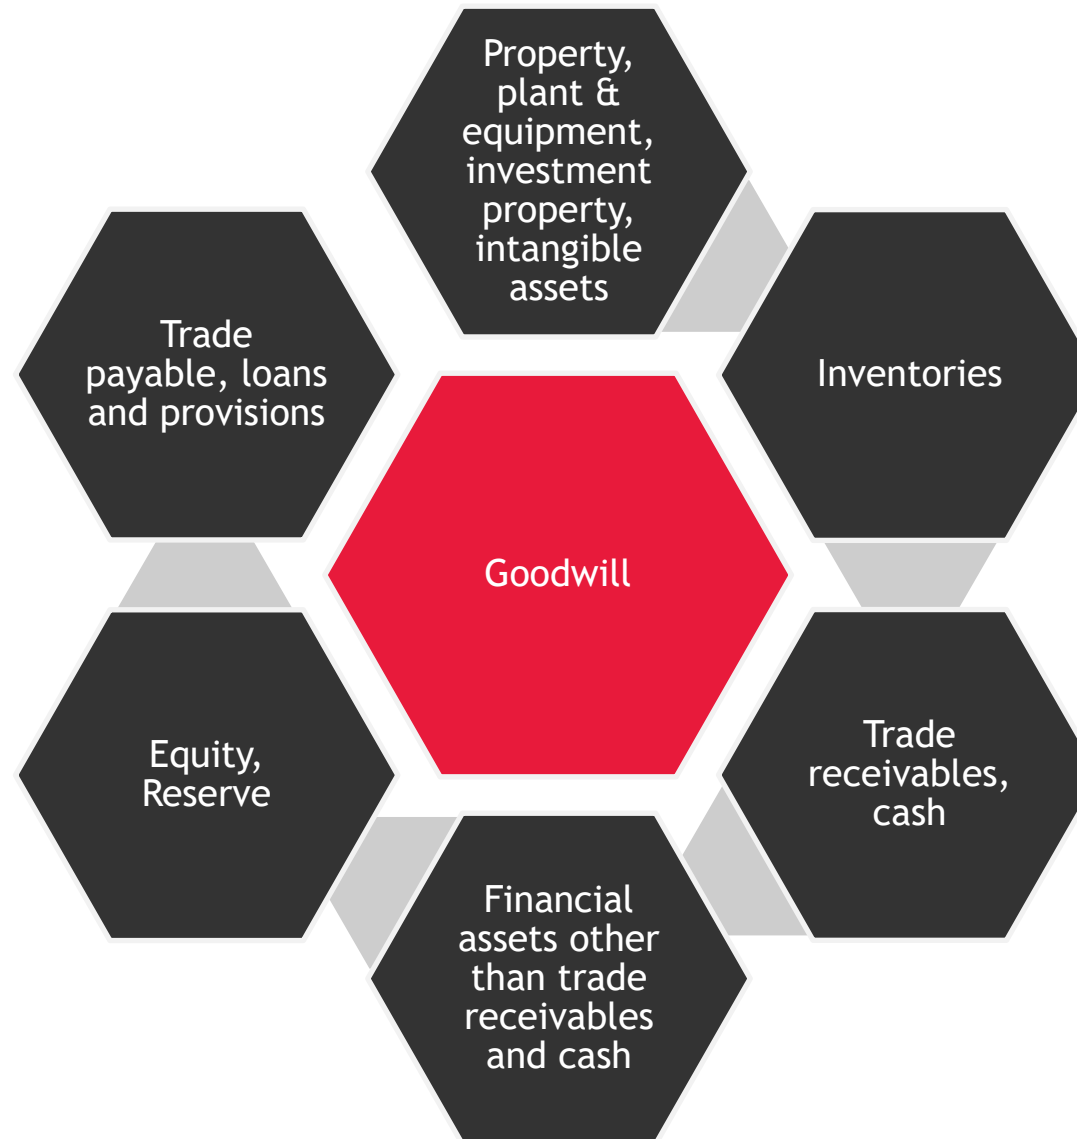 Property,
plant &
equipment,
investment
property,
intangible
assets
Inventories
Trade
receivables,
cash
Financial
assets other
than trade
receivables
and cash
Equity,
Reserve
Trade
payable, loans
and provisions
Goodwill